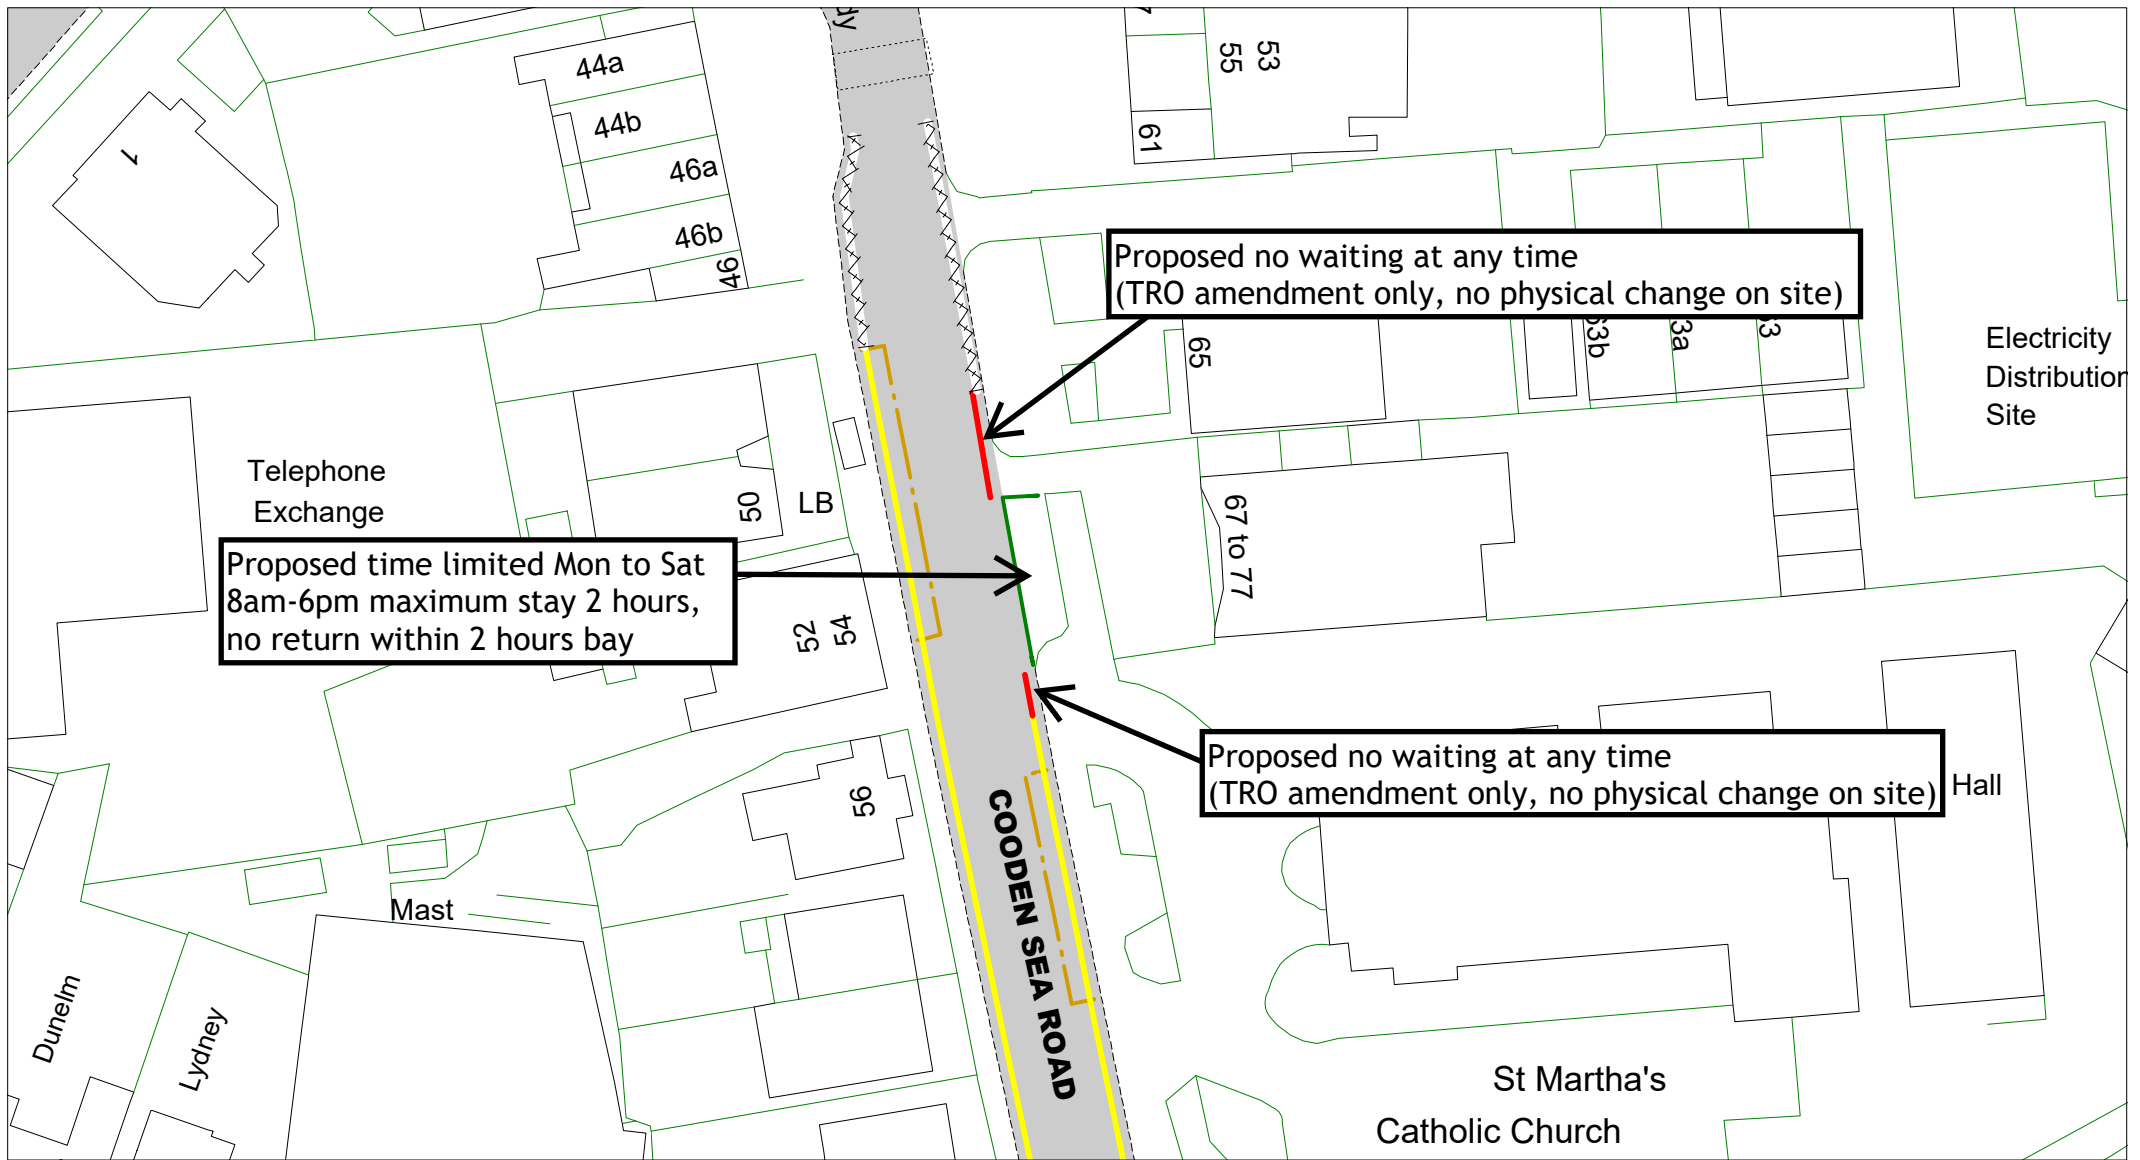 dy
44a
44b
46a
46b
46
1
53
55
61
Proposed no waiting at any time
(TRO amendment only, no physical change on site)
65
63b
3a
Electricity
Distribution
Site
Telephone
Exchange
50
LB
67 to 77
Proposed time limited Mon to Sat
8am-6pm maximum stay 2 hours,
no return within 2 hours bay
52
54
Proposed no waiting at any time
(TRO amendment only, no physical change on site)
Hall
56
COODEN SEA ROAD
Mast
Dunelm
Lydney
St Martha's
Catholic Church